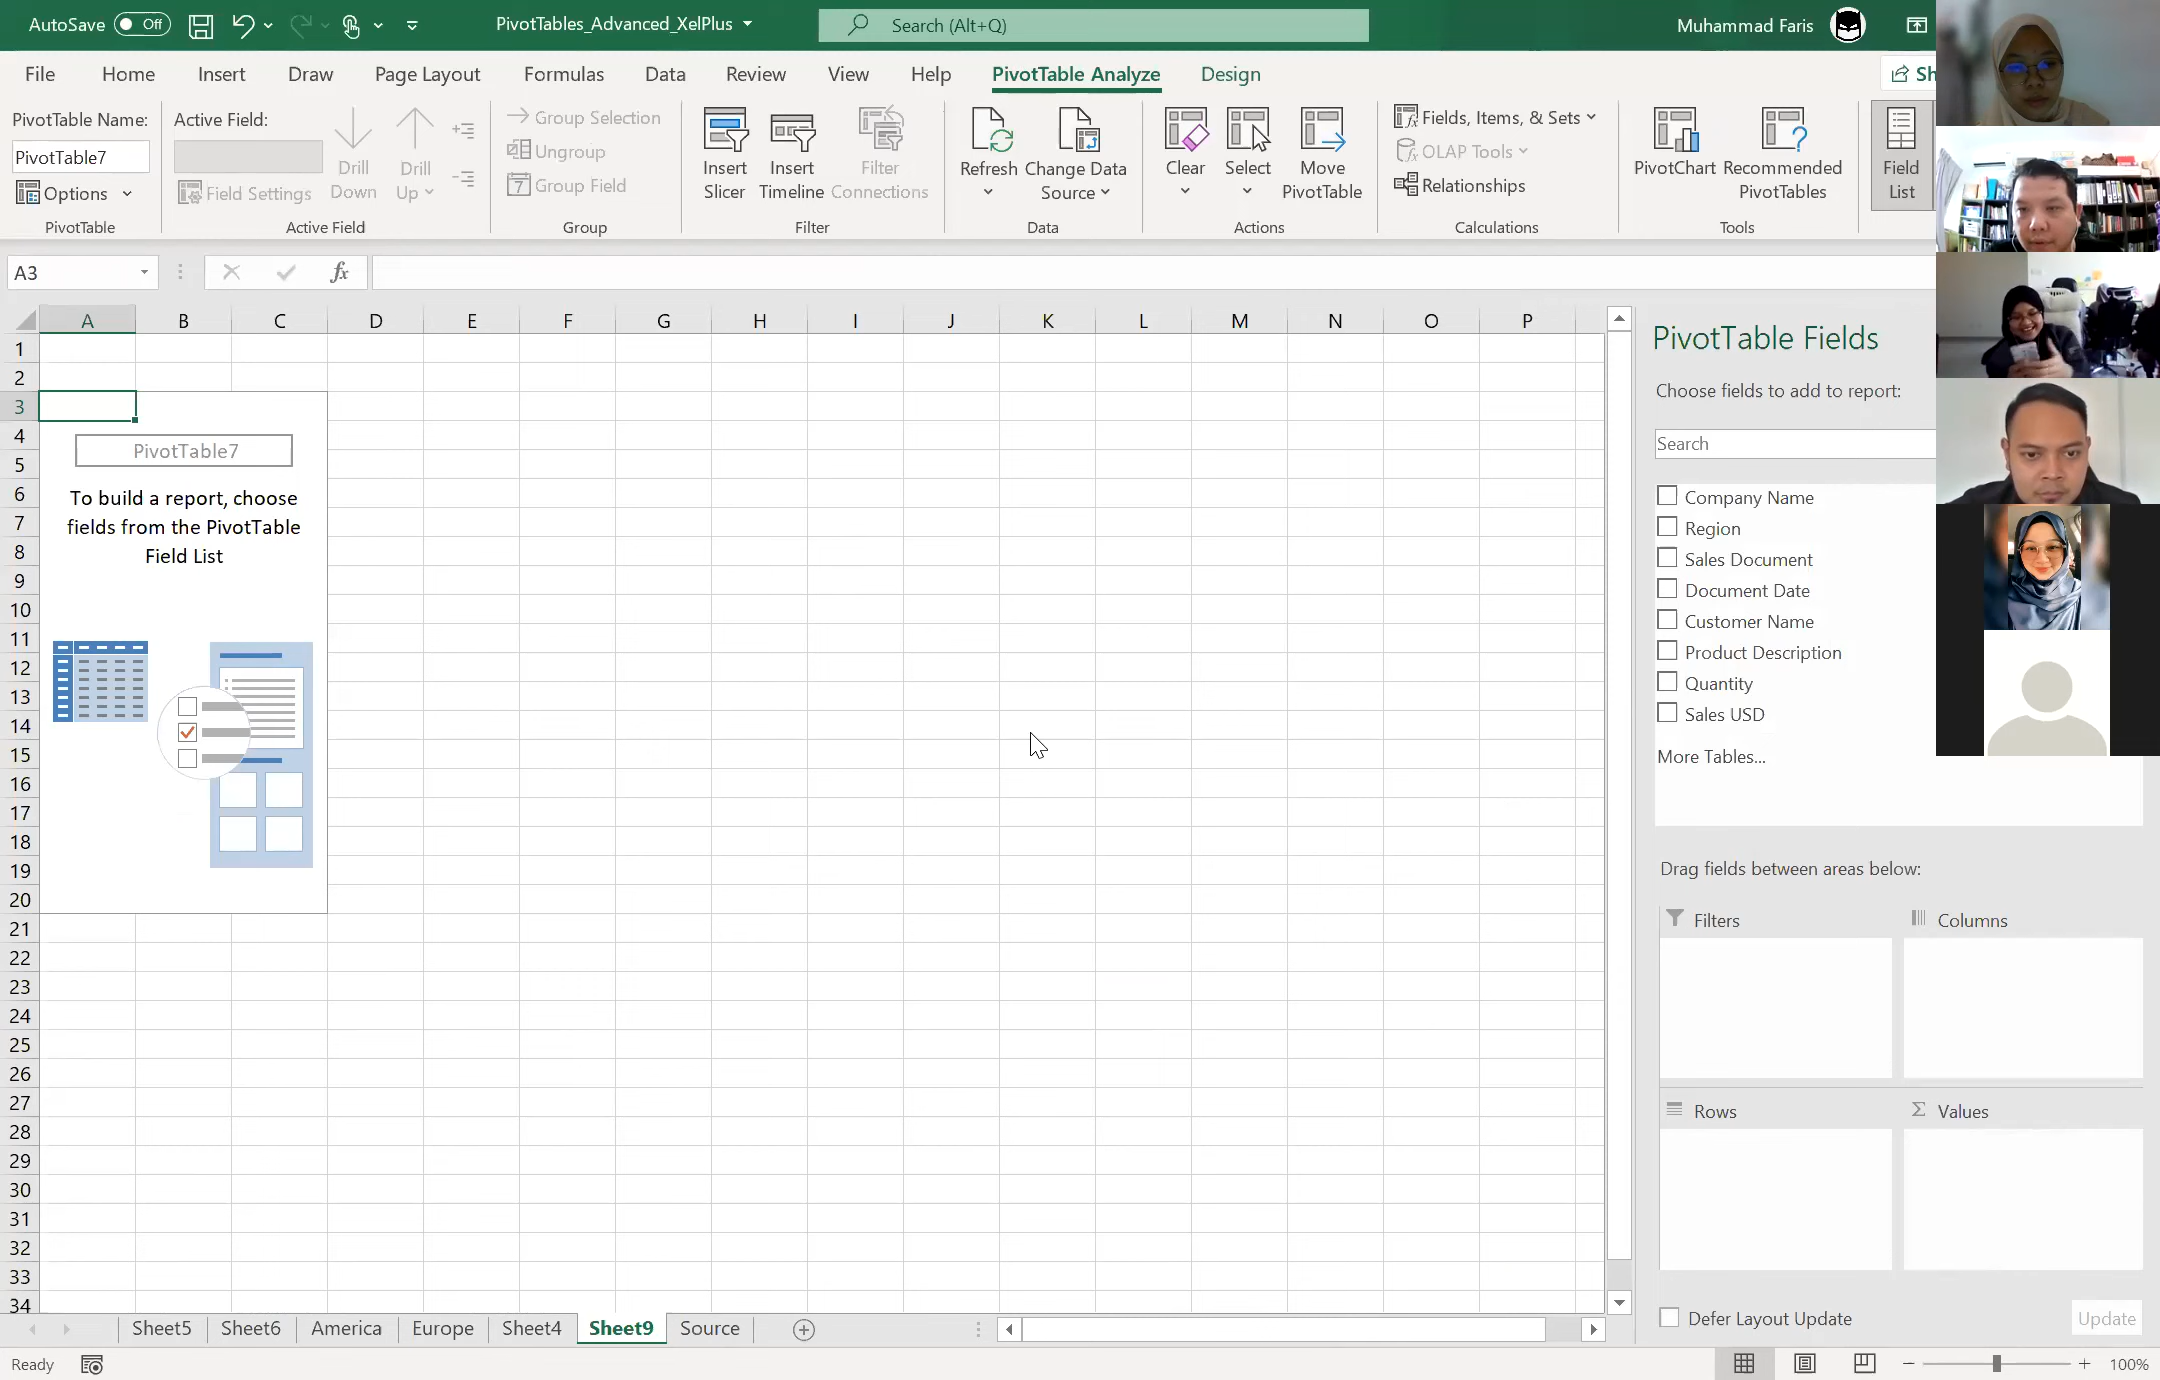 AutoSave Off PivotTables_Advanced_XelPlus Search (Alt+Q) Muhammad Faris
File Home Insert Draw Page Layout Formulas Data Review View Help PivotTable Analyze Design
PivotTable Name:
PivotTable7
Options
PivotTable
Active Field:
Field Settings
Drill Down
Drill Up
Active Field
Group Selection
Ungroup
Group Field
Group
Insert Slicer
Insert Timeline
Filter Connections
Filter
Refresh
Change Data Source
Data
Clear
Select
Move PivotTable
Actions
Fields, Items, & Sets
OLAP Tools
Relationships
Calculations
PivotChart
Recommended PivotTables
Tools
Field List
A3 fx
A B C D E F G H I J K L M N O P
1
2
3
4
5
6
7
8
9
10
11
12
13
14
15
16
17
18
19
20
21
22
23
24
25
26
27
28
29
30
31
32
33
34
PivotTable7
To build a report, choose
fields from the PivotTable
Field List
PivotTable Fields
Choose fields to add to report:
Search
Company Name
Region
Sales Document
Document Date
Customer Name
Product Description
Quantity
Sales USD
More Tables...
Drag fields between areas below:
Filters
Columns
Rows
Σ Values
Defer Layout Update
Update
Sheet5 Sheet6 America Europe Sheet4 Sheet9 Source
Ready
100%